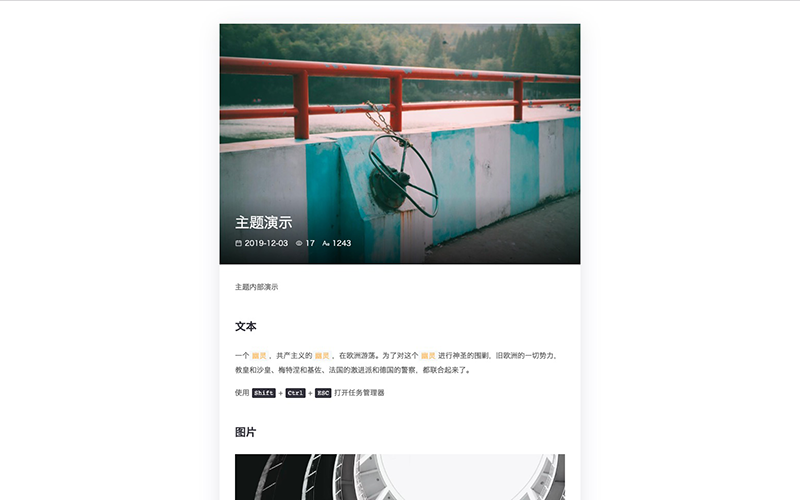 主题演示
2019-12-03 17 Aa 1243
主题内部演示
文本
一个 幽灵 ，共产主义的 幽灵 ，在欧洲游荡。为了对这个 幽灵 进行神圣的围剿，旧欧洲的一切势力，
教皇和沙皇、梅特涅和基佐、法国的激进派和德国的警察，都联合起来了。
使用 Shift + Ctrl + ESC 打开任务管理器
图片